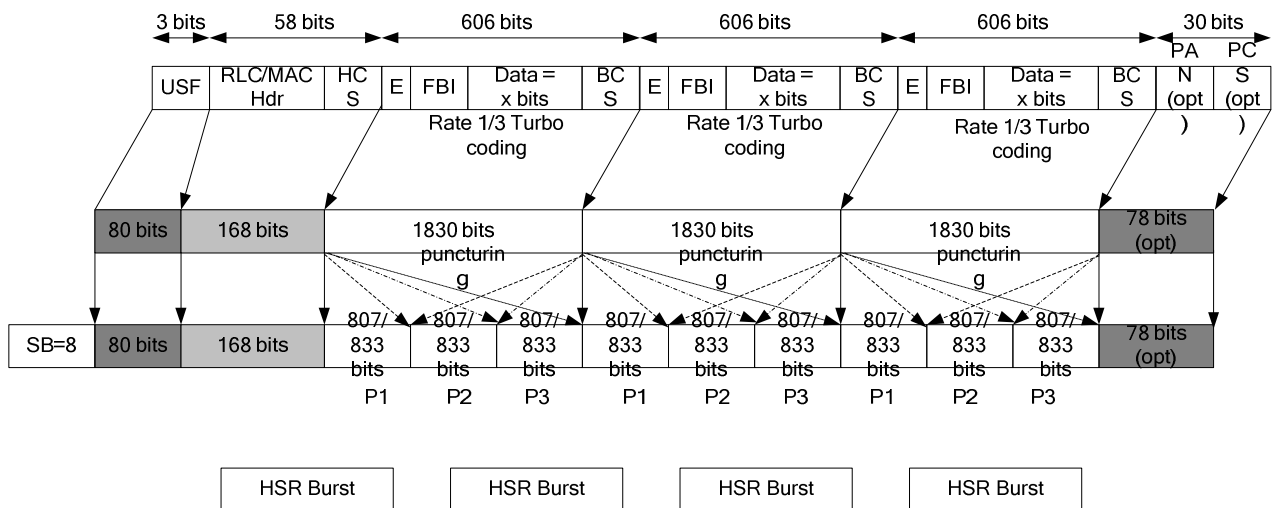 3 bits 58 bits 606 bits 606 bits 606 bits 30 bits
USF
RLC/MAC
Hdr
HC
S
E
FBI
Data =
x bits
BC
S
E
FBI
Data =
x bits
BC
S
E
FBI
Data =
x bits
BC
S
PA
N
(opt
)
PC
S
(opt
)
Rate 1/3 Turbo
coding
Rate 1/3 Turbo
coding
Rate 1/3 Turbo
coding
80 bits
168 bits
1830 bits
puncturin
g
1830 bits
puncturin
g
1830 bits
puncturin
g
78 bits
(opt)
SB=8
80 bits
168 bits
807/
833
bits
P1
807/
833
bits
P2
807/
833
bits
P3
807/
833
bits
P1
807/
833
bits
P2
807/
833
bits
P3
807/
833
bits
P1
807/
833
bits
P2
807/
833
bits
P3
78 bits
(opt)
HSR Burst
HSR Burst
HSR Burst
HSR Burst